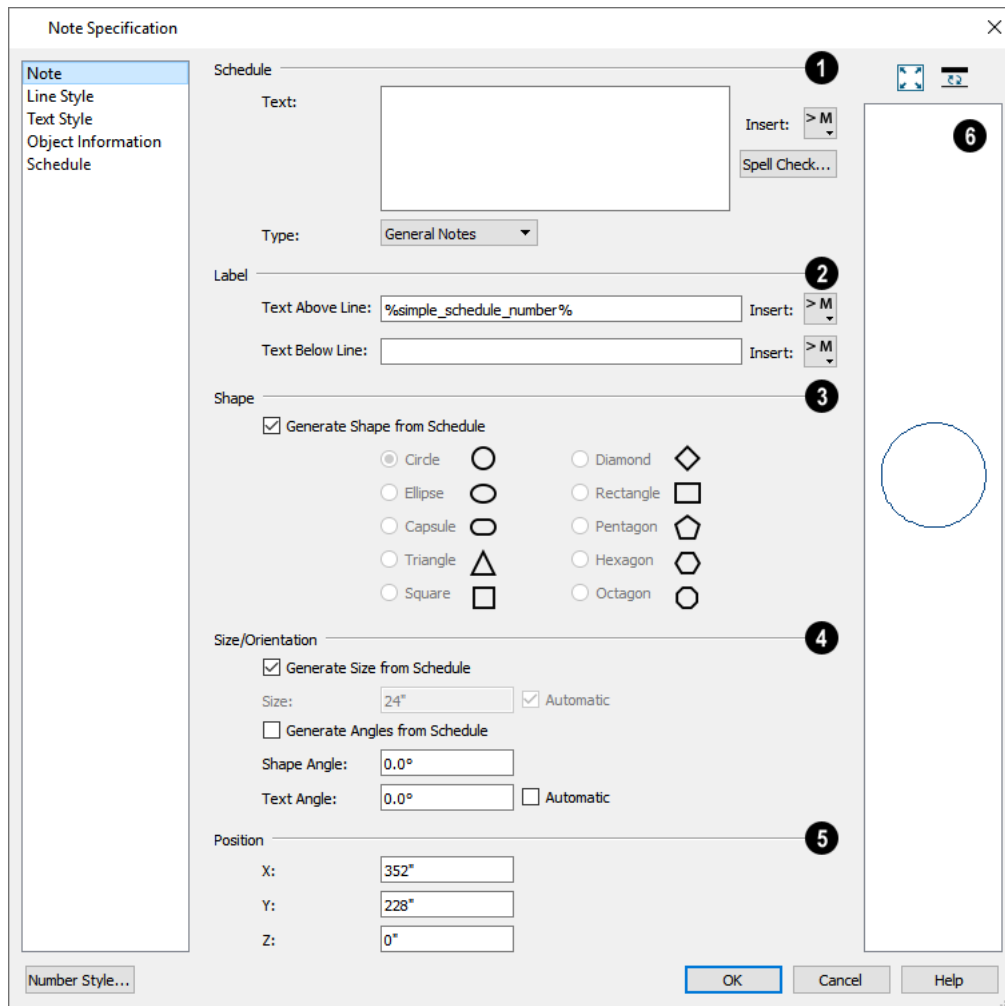 Note Specification
Note
Line Style
Text Style
Object Information
Schedule
Schedule
1
Text:
Insert: > M
Spell Check...
Type: General Notes
Label
2
Text Above Line: %simple_schedule_number% Insert: > M
Text Below Line: Insert: > M
Shape
3
Generate Shape from Schedule
Circle Diamond
Ellipse Rectangle
Capsule Pentagon
Triangle Hexagon
Square Octagon
Size/Orientation
4
Generate Size from Schedule
Size: 24" Automatic
Generate Angles from Schedule
Shape Angle: 0.0°
Text Angle: 0.0° Automatic
Position
5
X: 352"
Y: 228"
Z: 0"
6
Number Style...
OK Cancel Help